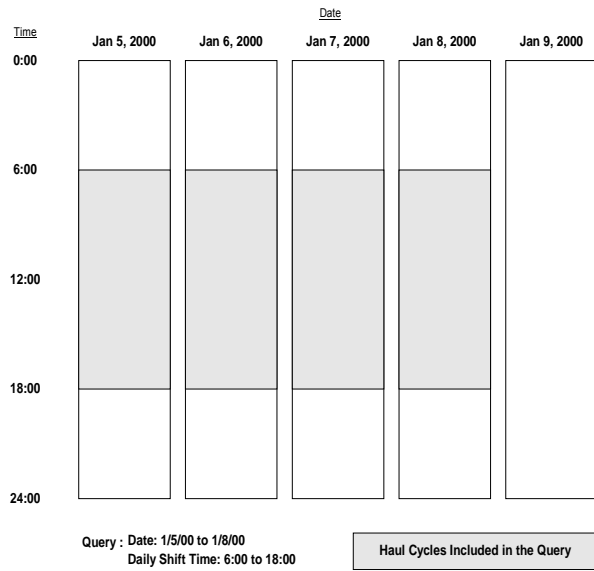 Date
Time
Jan 5, 2000 Jan 6, 2000 Jan 7, 2000 Jan 8, 2000 Jan 9, 2000
0:00
6:00
12:00
18:00
24:00
Query : Date: 1/5/00 to 1/8/00
Daily Shift Time: 6:00 to 18:00
Haul Cycles Included in the Query